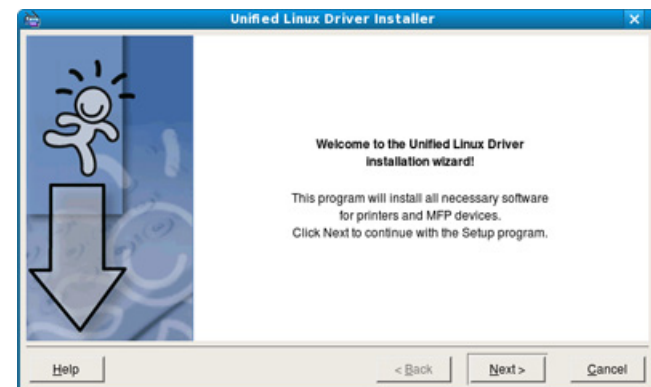 Unified Linux Driver Installer
Welcome to the Unified Linux Driver
installation wizard!
This program will install all necessary software
for printers and MFP devices.
Click Next to continue with the Setup program.
Help
< Back
Next >
Cancel